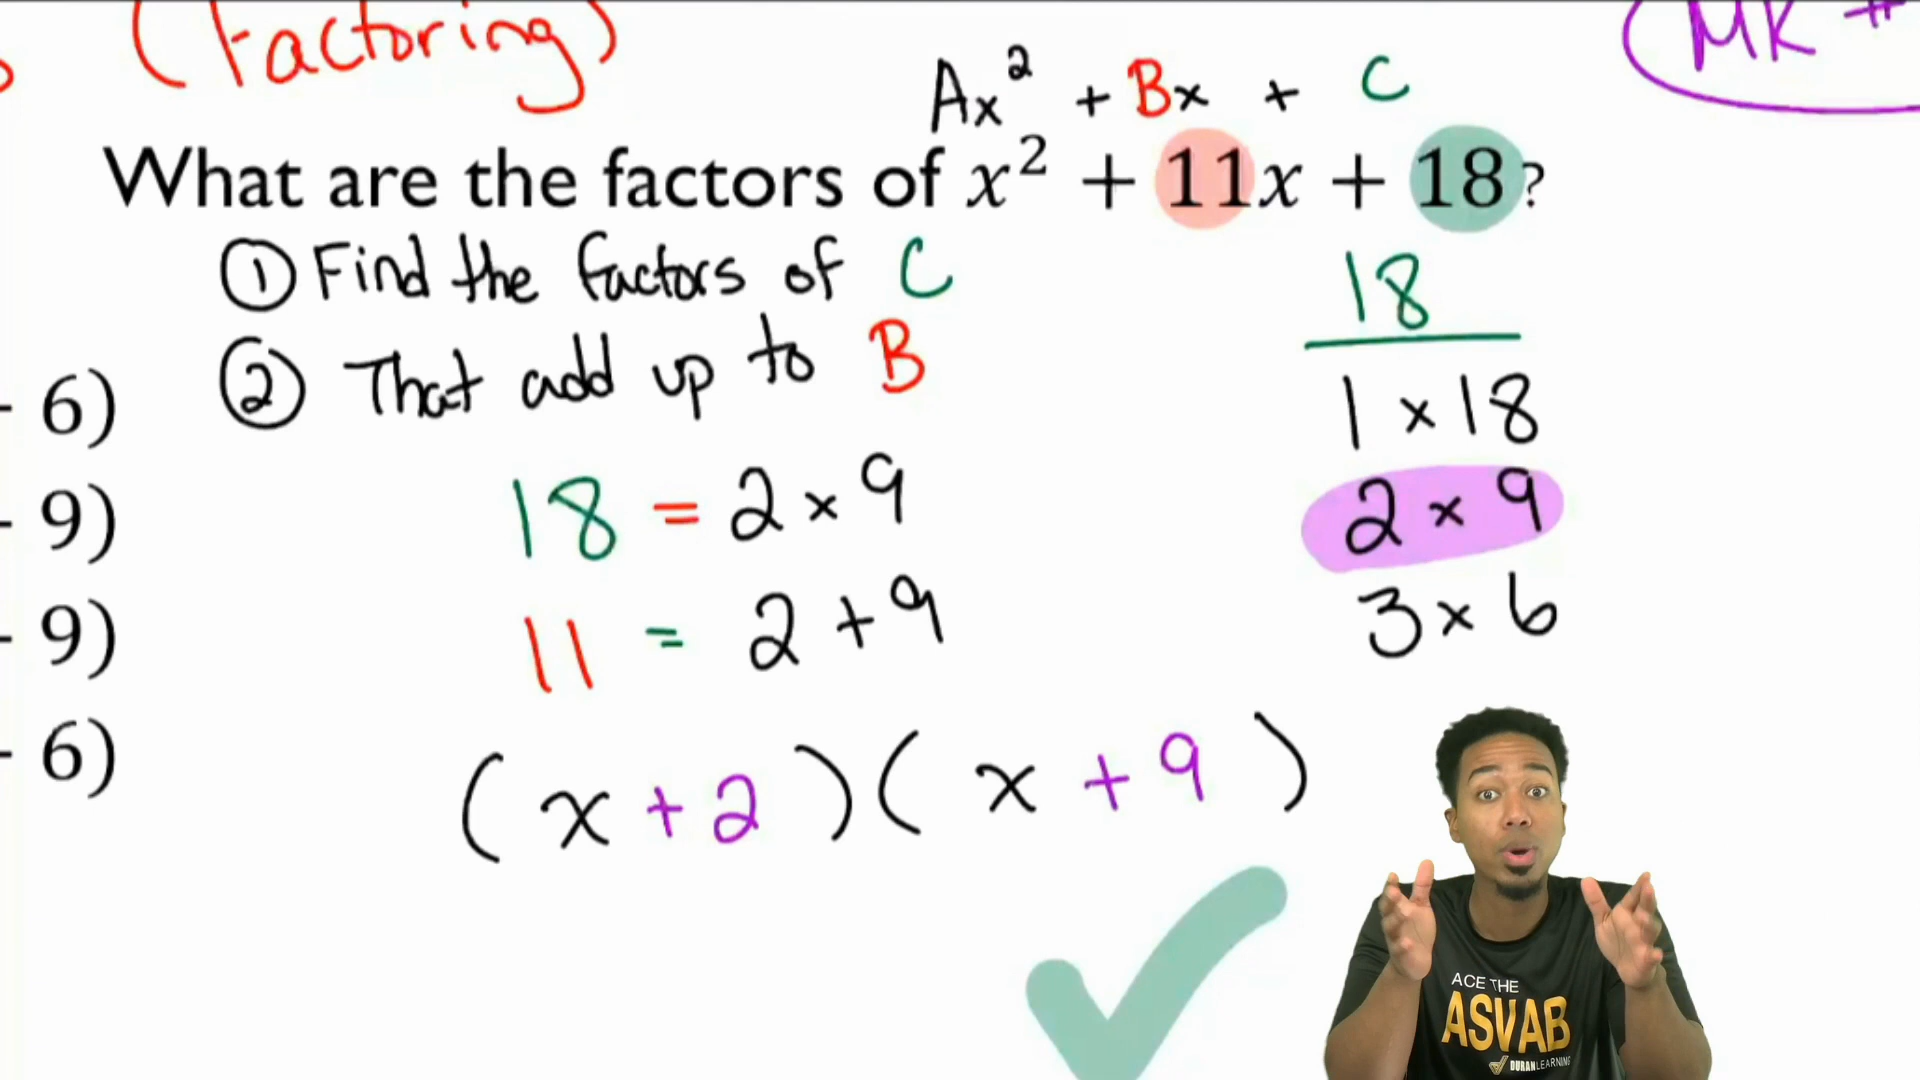 (Factoring)
MK #
Ax² + Bx + C
What are the factors of x² + 11x + 18?
① Find the factors of C
② That add up to B
- 6)
- 9)
- 9)
- 6)
18 = 2 x 9
11 = 2 + 9
(x + 2)(x + 9)
18
1 x 18
2 x 9
3 x 6
ACE THE
ASVAB
DURAN LEARNING